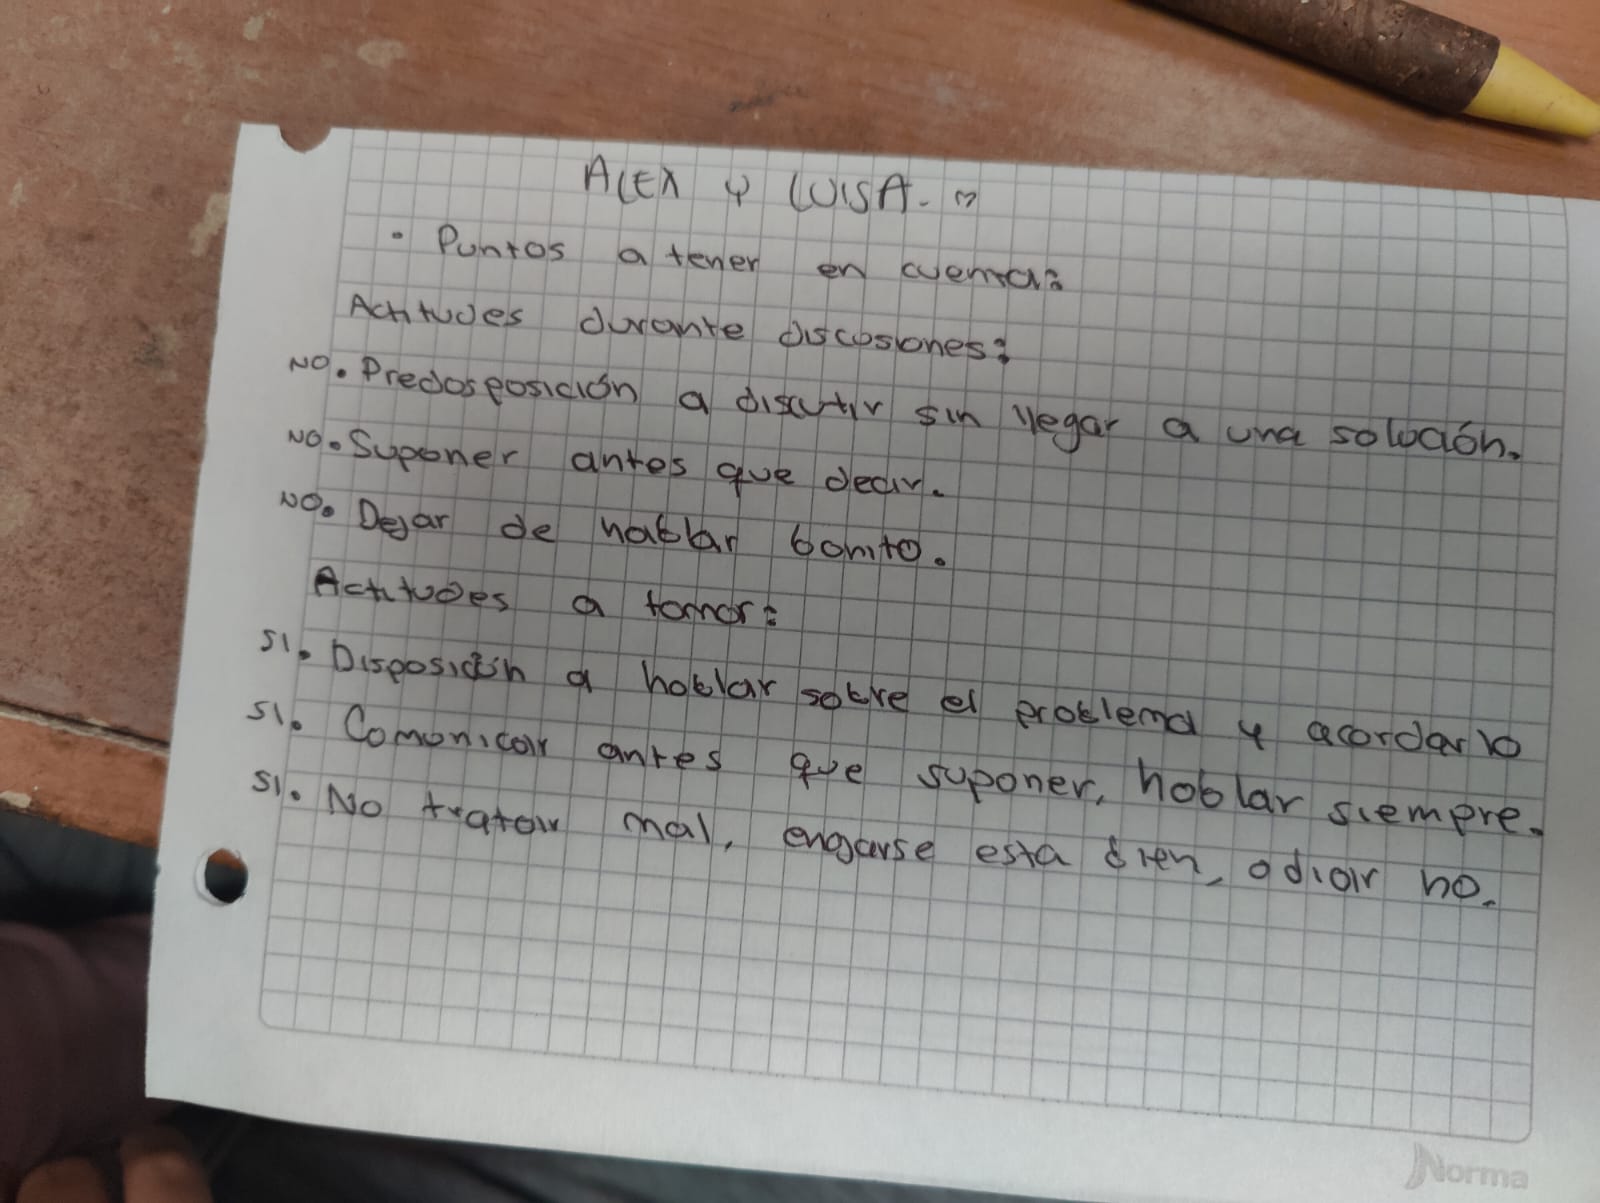 ALEX Y LUISA. ♡
• Puntos a tener en cuenta:
Actitudes durante discosiones:
NO. Predosposición a discutir sin llegar a una solución.
NO. Suponer antes que decir.
NO. Dejar de hablar bonito.
Actitudes a tomar:
SI. Disposición a hablar sobre el problema y acordarlo
SI. Comonicar antes que suponer, hablar siempre.
SI. No tratar mal, enojarse esta bien, odiar no.
Norma